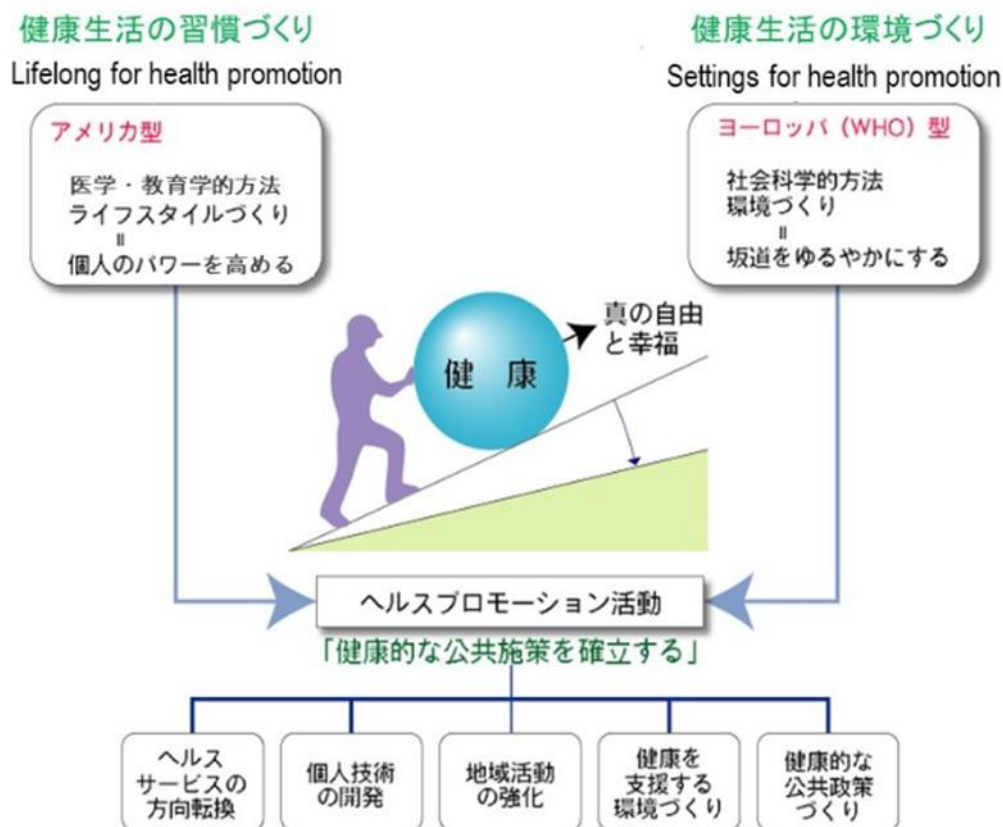 健康生活の習慣づくり
Lifelong for health promotion
アメリカ型
医学・教育学的方法
ライフスタイルづくり
=
個人のパワーを高める
健康生活の環境づくり
Settings for health promotion
ヨーロッパ（WHO）型
社会科学的方法
環境づくり
=
坂道をゆるやかにする
健 康
真の自由
と幸福
ヘルスプロモーション活動
「健康的な公共施策を確立する」
ヘルス
サービスの
方向転換
個人技術
の開発
地域活動
の強化
健康を
支援する
環境づくり
健康的な
公共政策
づくり